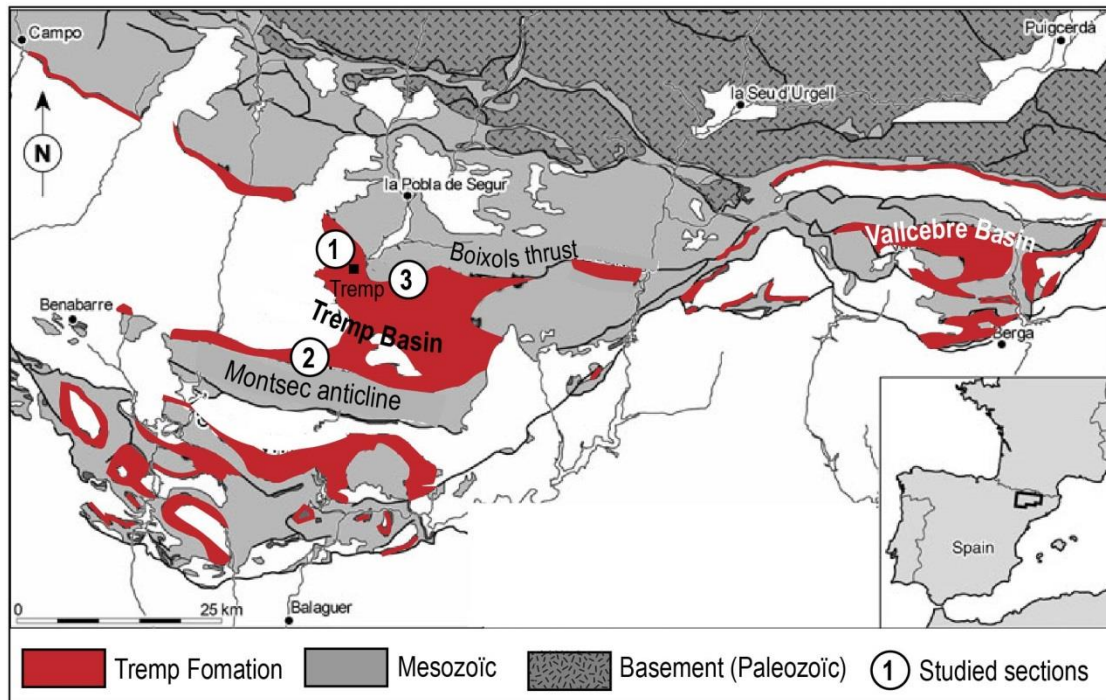 Campo
Puigcerdà
la Seu d'Urgell
N
la Pobla de Segur
Vallcebre Basin
1
Boixols thrust
3
Tremp
Benabarre
Tremp Basin
Berga
2
Montsec anticline
Spain
0 25 km
Balaguer
Tremp Fomation
Mesozoïc
Basement (Paleozoïc)
1 Studied sections